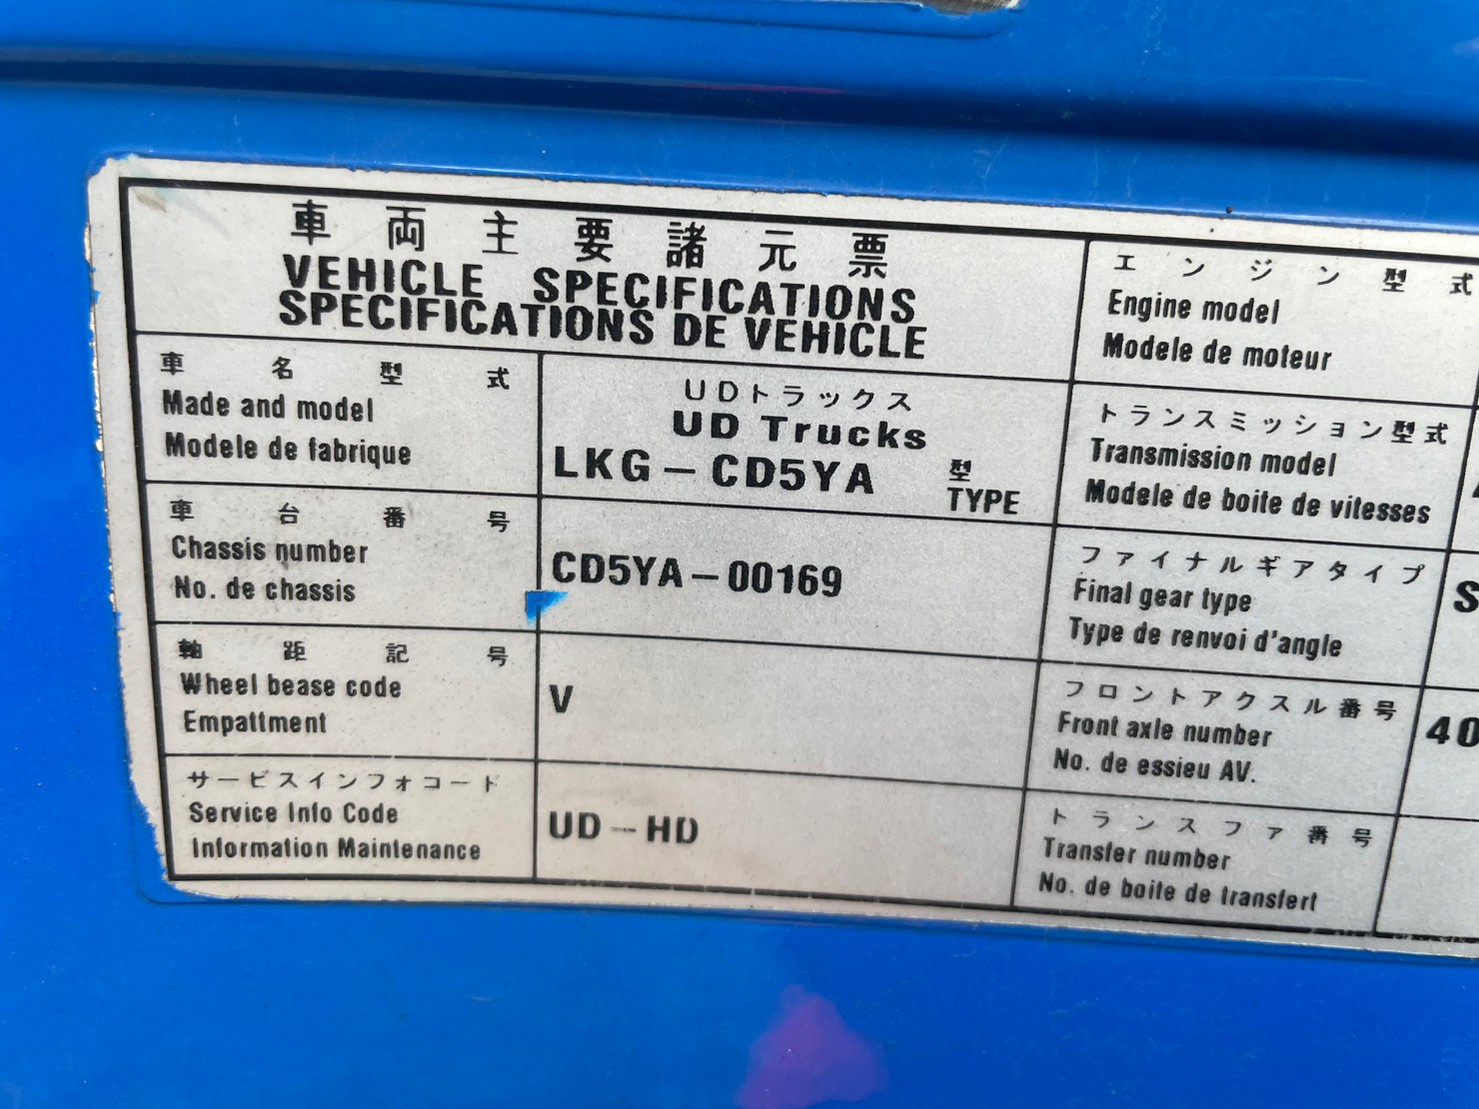 車両主要諸元票
VEHICLE SPECIFICATIONS
SPECIFICATIONS DE VEHICLE
車名型式
Made and model
Modele de fabrique
UDトラックス
UD Trucks
LKG-CD5YA
型
TYPE
車台番号
Chassis number
No. de chassis
CD5YA-00169
軸距記号
Wheel bease code
Empattment
V
サービスインフォコード
Service Info Code
Information Maintenance
UD-HD
エンジン型式
Engine model
Modele de moteur
トランスミッション型式
Transmission model
Modele de boite de vitesses
ファイナルギアタイプ
Final gear type
Type de renvoi d'angle
S
フロントアクスル番号
Front axle number
No. de essieu AV.
40
トランスファ番号
Transfer number
No. de boite de transfert